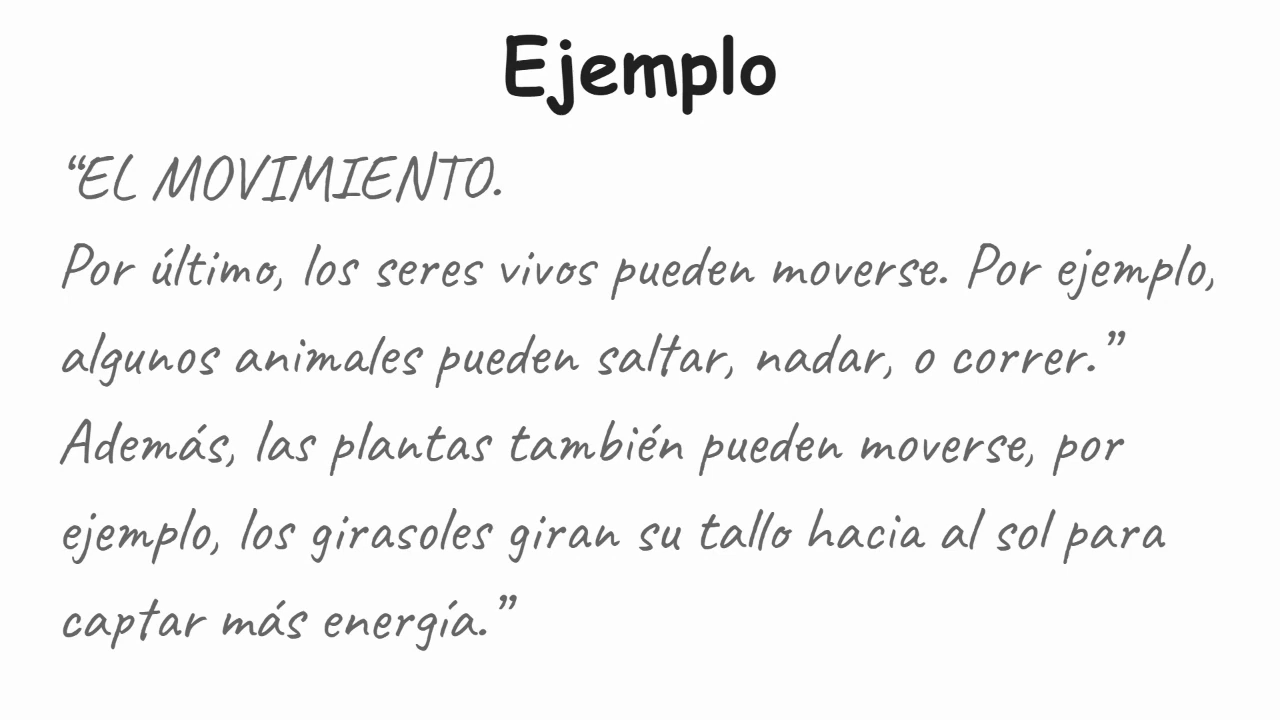 Ejemplo
“EL MOVIMIENTO.
Por último, los seres vivos pueden moverse. Por ejemplo,
algunos animales pueden saltar, nadar, o correr.”
Además, las plantas también pueden moverse, por
ejemplo, los girasoles giran su tallo hacia al sol para
captar más energía.”